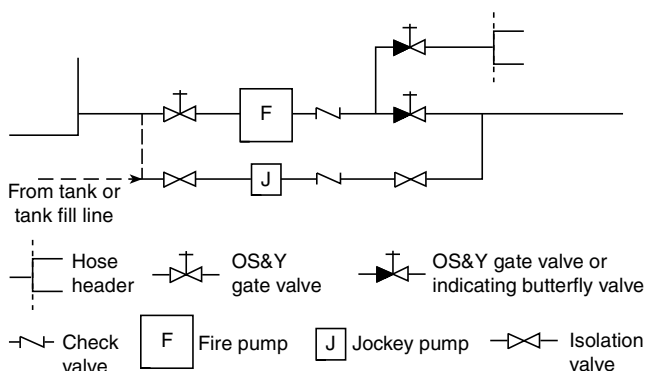 F
J
From tank or
tank fill line
Hose
header
OS&Y
gate valve
OS&Y gate valve or
indicating butterfly valve
Check
valve
F
Fire pump
J
Jockey pump
Isolation
valve